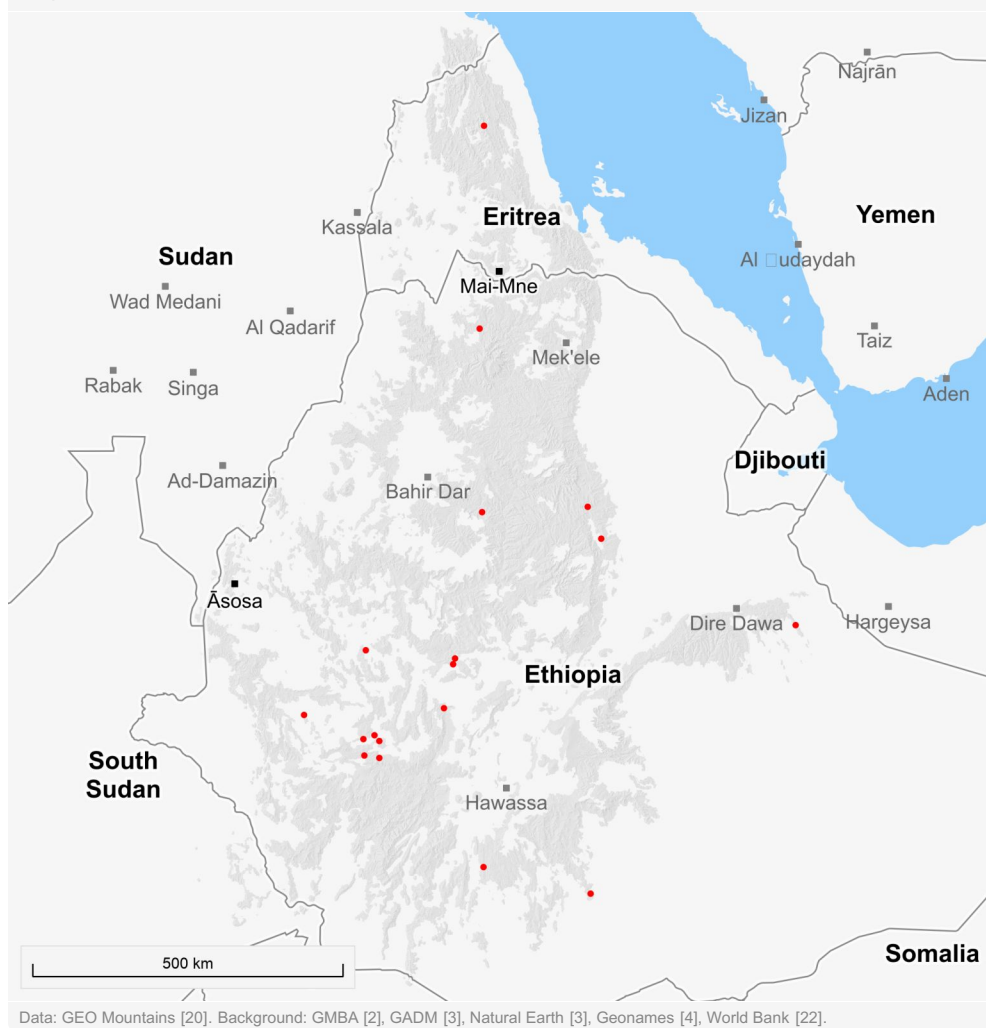 Najrān
Jizan
Kassala
Eritrea
Yemen
Sudan
Al □udaydah
Wad Medani
Mai-Mne
Al Qadarif
Taiz
Mek'ele
Rabak
Singa
Aden
Djibouti
Ad-Damazin
Bahir Dar
Āsosa
Dire Dawa
Hargeysa
Ethiopia
South
Sudan
Hawassa
Somalia
500 km
Data: GEO Mountains [20]. Background: GMBA [2], GADM [3], Natural Earth [3], Geonames [4], World Bank [22].